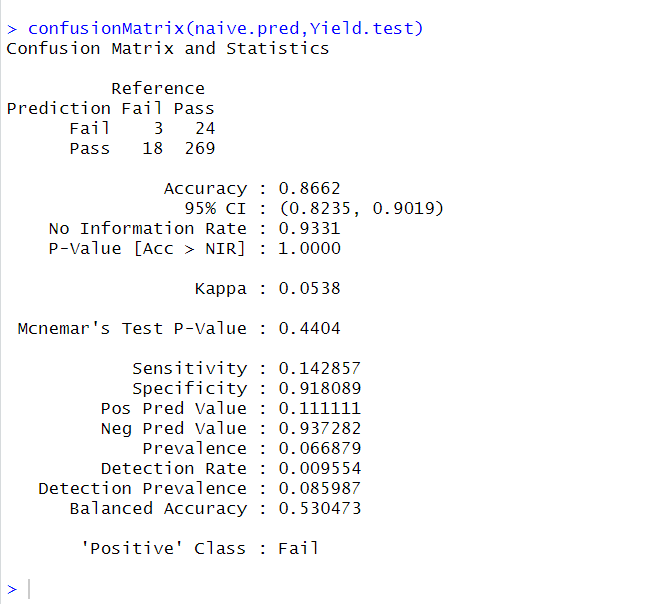 > confusionMatrix(naive.pred,Yield.test)
Confusion Matrix and Statistics

          Reference
Prediction Fail Pass
      Fail    3   24
      Pass   18  269

               Accuracy : 0.8662
                 95% CI : (0.8235, 0.9019)
    No Information Rate : 0.9331
    P-Value [Acc > NIR] : 1.0000

                  Kappa : 0.0538

 Mcnemar's Test P-Value : 0.4404

            Sensitivity : 0.142857
            Specificity : 0.918089
         Pos Pred Value : 0.111111
         Neg Pred Value : 0.937282
             Prevalence : 0.066879
         Detection Rate : 0.009554
   Detection Prevalence : 0.085987
      Balanced Accuracy : 0.530473

       'Positive' Class : Fail

>